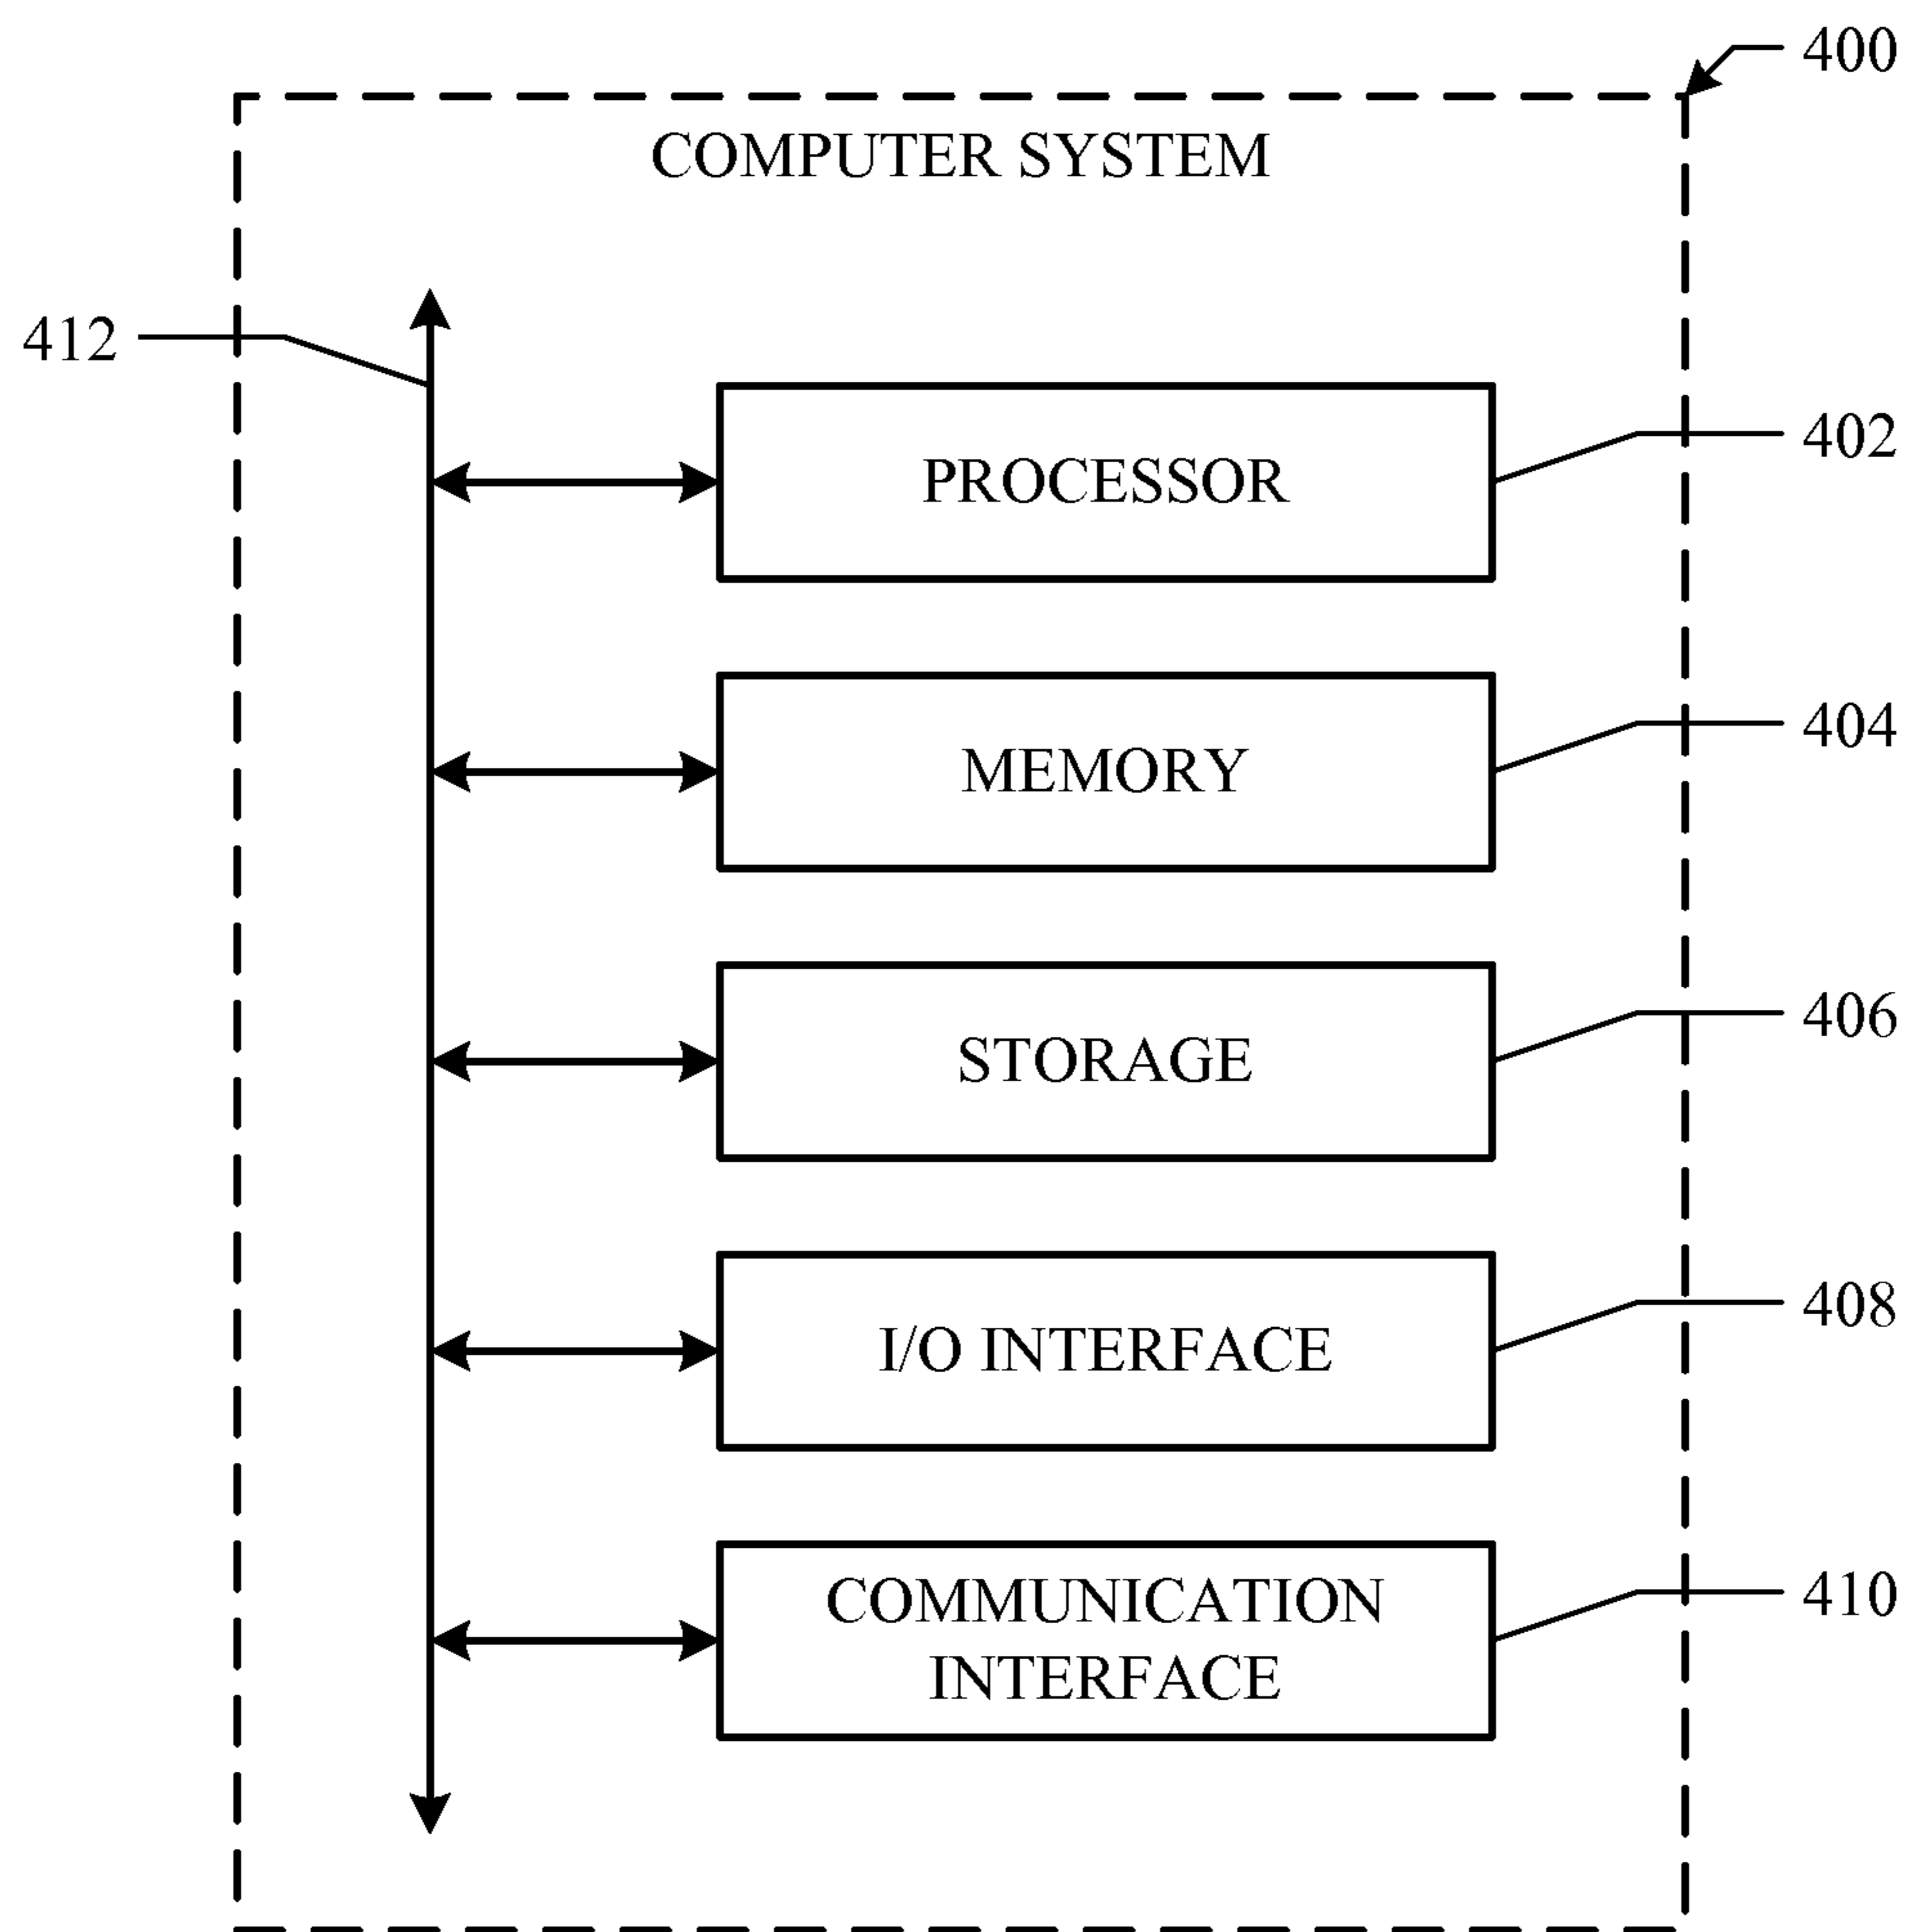 400
COMPUTER SYSTEM
412
PROCESSOR
402
MEMORY
404
STORAGE
406
I/O INTERFACE
408
COMMUNICATION
INTERFACE
410